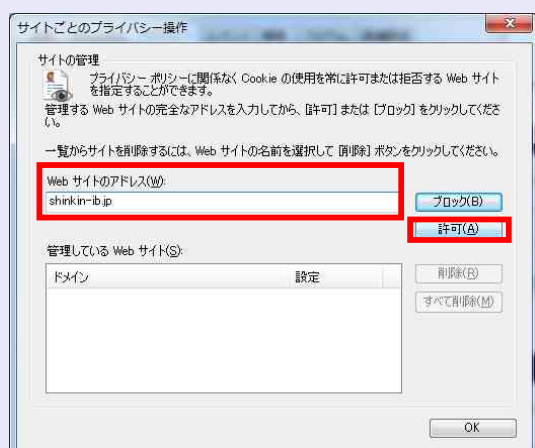 サイトごとのプライバシー操作
サイトの管理
プライバシー ポリシーに関係なく Cookie の使用を常に許可または拒否する Web サイト
を指定することができます。
管理する Web サイトの完全なアドレスを入力してから、[許可] または [ブロック] をクリックしてくださ
い。
一覧からサイトを削除するには、Web サイトの名前を選択して [削除] ボタンをクリックしてください。
Web サイトのアドレス(W):
shinkin-ib.jp
ブロック(B)
許可(A)
管理している Web サイト(S):
ドメイン 設定
削除(R)
すべて削除(M)
OK